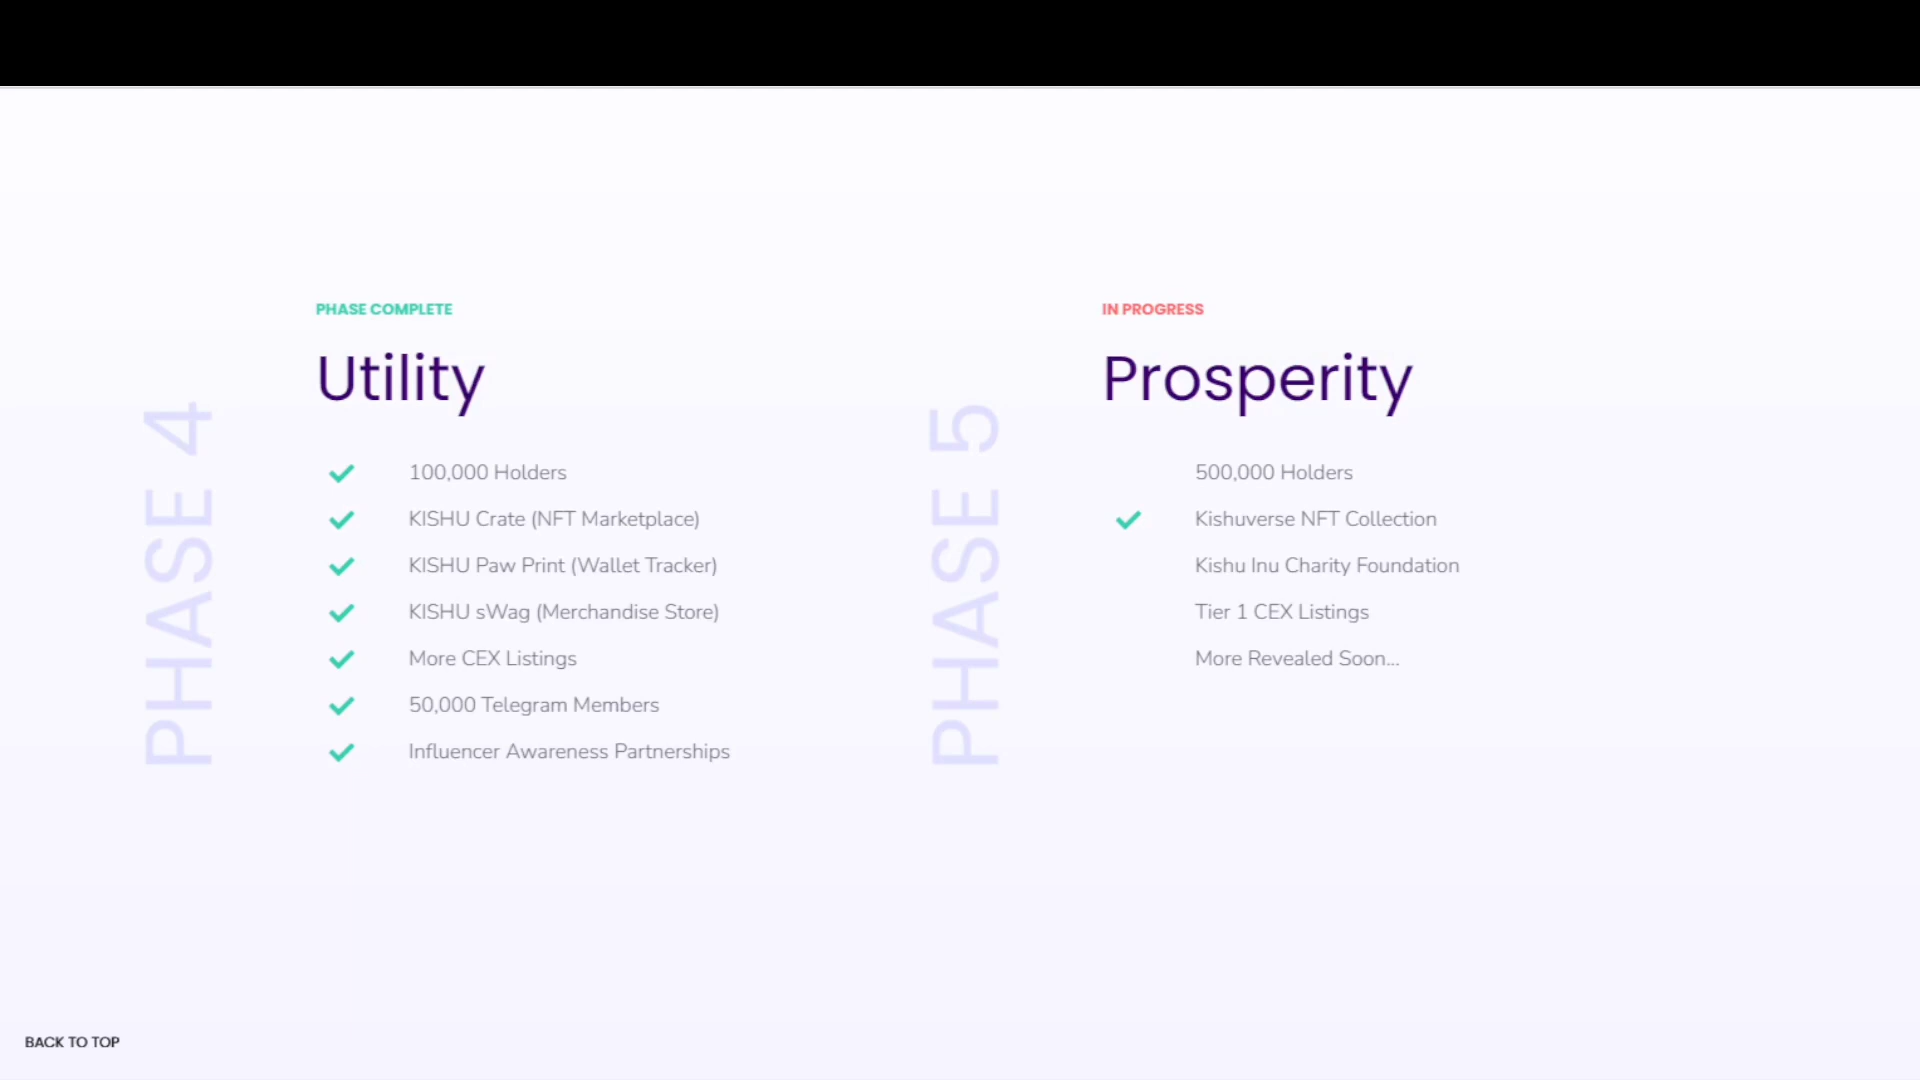 PHASE 4
PHASE COMPLETE
Utility
100,000 Holders
KISHU Crate (NFT Marketplace)
KISHU Paw Print (Wallet Tracker)
KISHU sWag (Merchandise Store)
More CEX Listings
50,000 Telegram Members
Influencer Awareness Partnerships
PHASE 5
IN PROGRESS
Prosperity
500,000 Holders
Kishuverse NFT Collection
Kishu Inu Charity Foundation
Tier 1 CEX Listings
More Revealed Soon...
BACK TO TOP